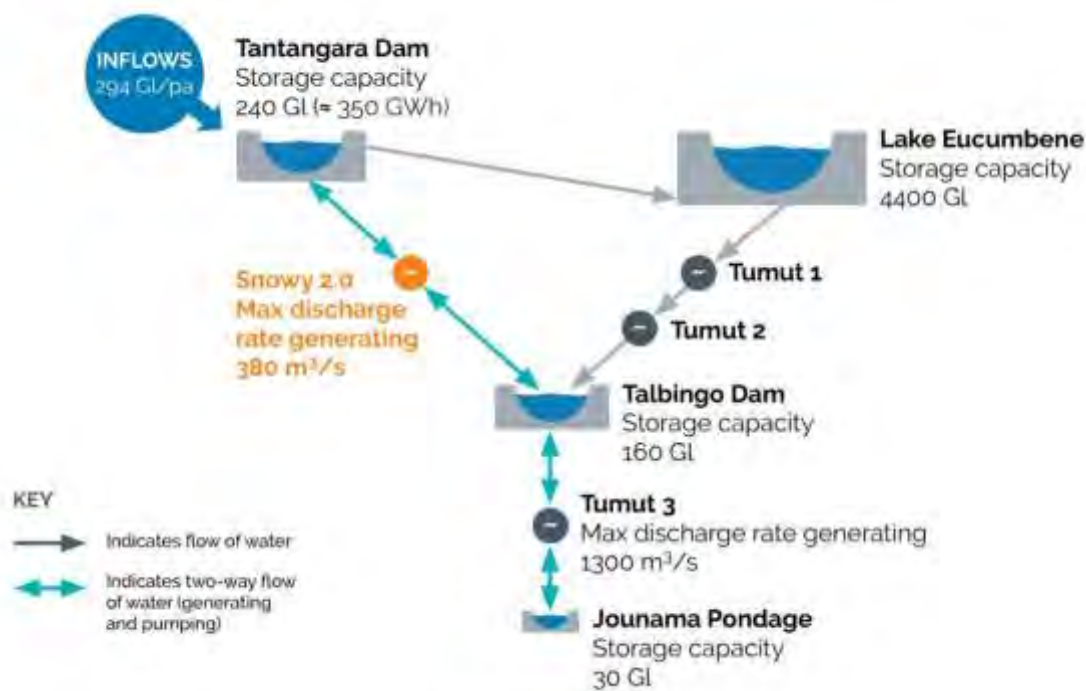 INFLOWS
294 Gl/pa
Tantangara Dam
Storage capacity
240 Gl (≈ 350 GWh)
Lake Eucumbene
Storage capacity
4400 Gl
Snowy 2.0
Max discharge
rate generating
380 m³/s
Tumut 1
Tumut 2
Talbingo Dam
Storage capacity
160 Gl
Tumut 3
Max discharge rate generating
1300 m³/s
Jounama Pondage
Storage capacity
30 Gl
KEY
Indicates flow of water
Indicates two-way flow
of water (generating
and pumping)